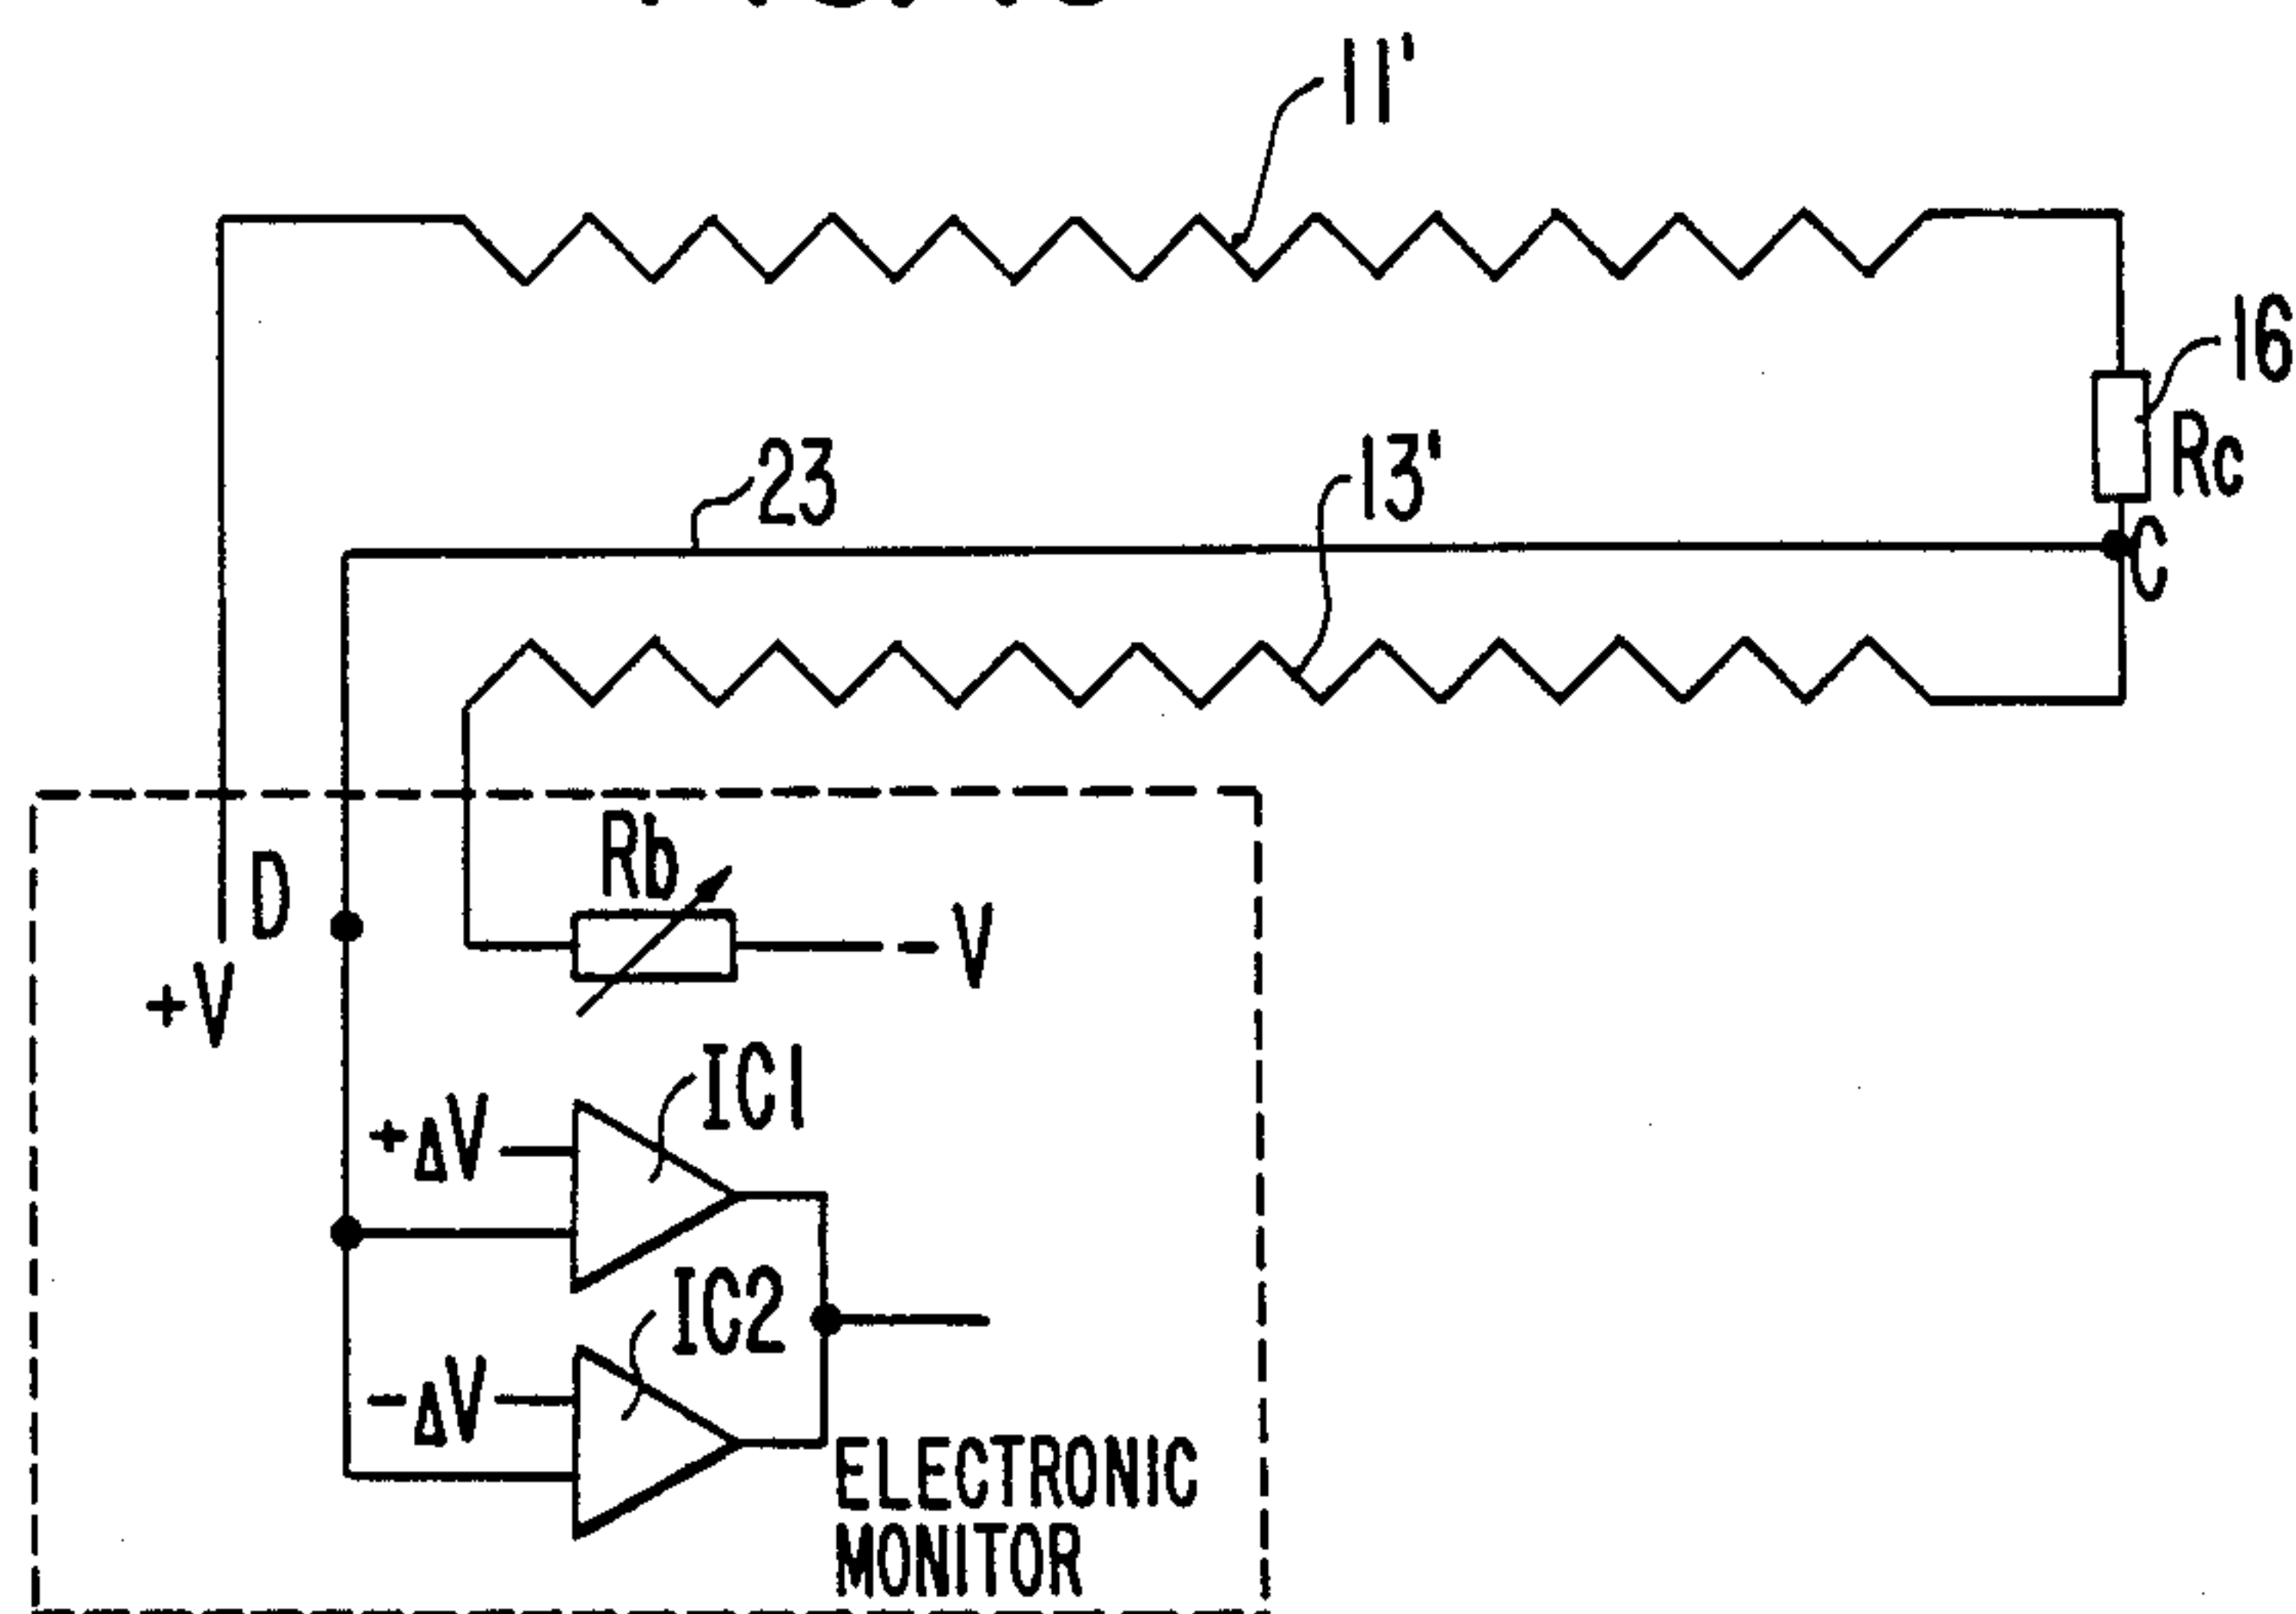 11'
16
Rc
23
13'
C
Rb
D
-V
+V
IC1
+ΔV
IC2
-ΔV
ELECTRONIC
MONITOR